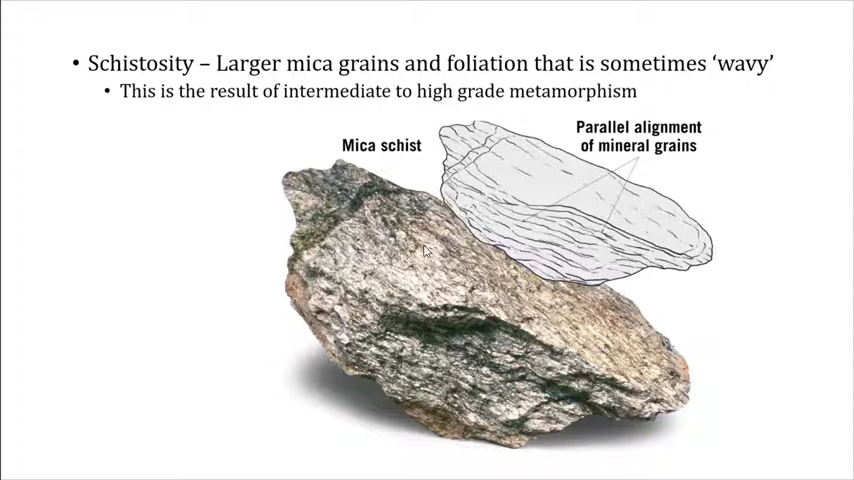 • Schistosity – Larger mica grains and foliation that is sometimes ‘wavy’
• This is the result of intermediate to high grade metamorphism
Mica schist
Parallel alignment
of mineral grains